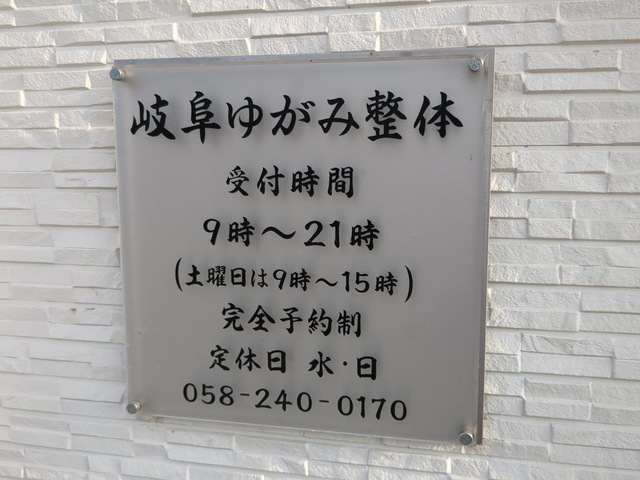 岐阜ゆがみ整体
受付時間
9時～21時
(土曜日は9時～15時)
完全予約制
定休日 水・日
058-240-0170